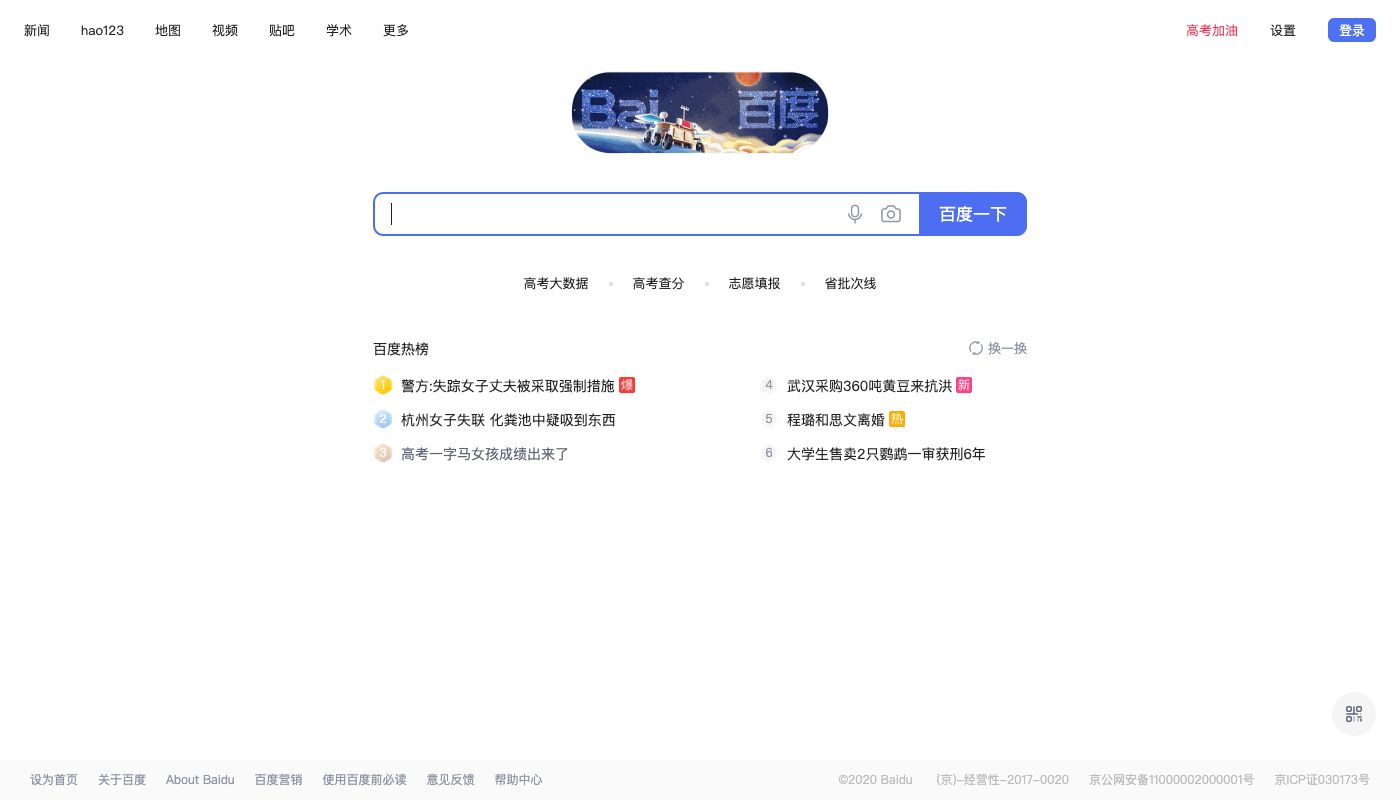 新闻 hao123 地图 视频 贴吧 学术 更多 高考加油 设置 登录
Bai 百度
百度一下
高考大数据 高考查分 志愿填报 省批次线
百度热榜 换一换
1 警方:失踪女子丈夫被采取强制措施 爆
2 杭州女子失联 化粪池中疑吸到东西
3 高考一字马女孩成绩出来了
4 武汉采购360吨黄豆来抗洪 新
5 程璐和思文离婚 热
6 大学生售卖2只鹦鹉一审获刑6年
设为首页 关于百度 About Baidu 百度营销 使用百度前必读 意见反馈 帮助中心 ©2020 Baidu (京)-经营性-2017-0020 京公网安备11000002000001号 京ICP证030173号